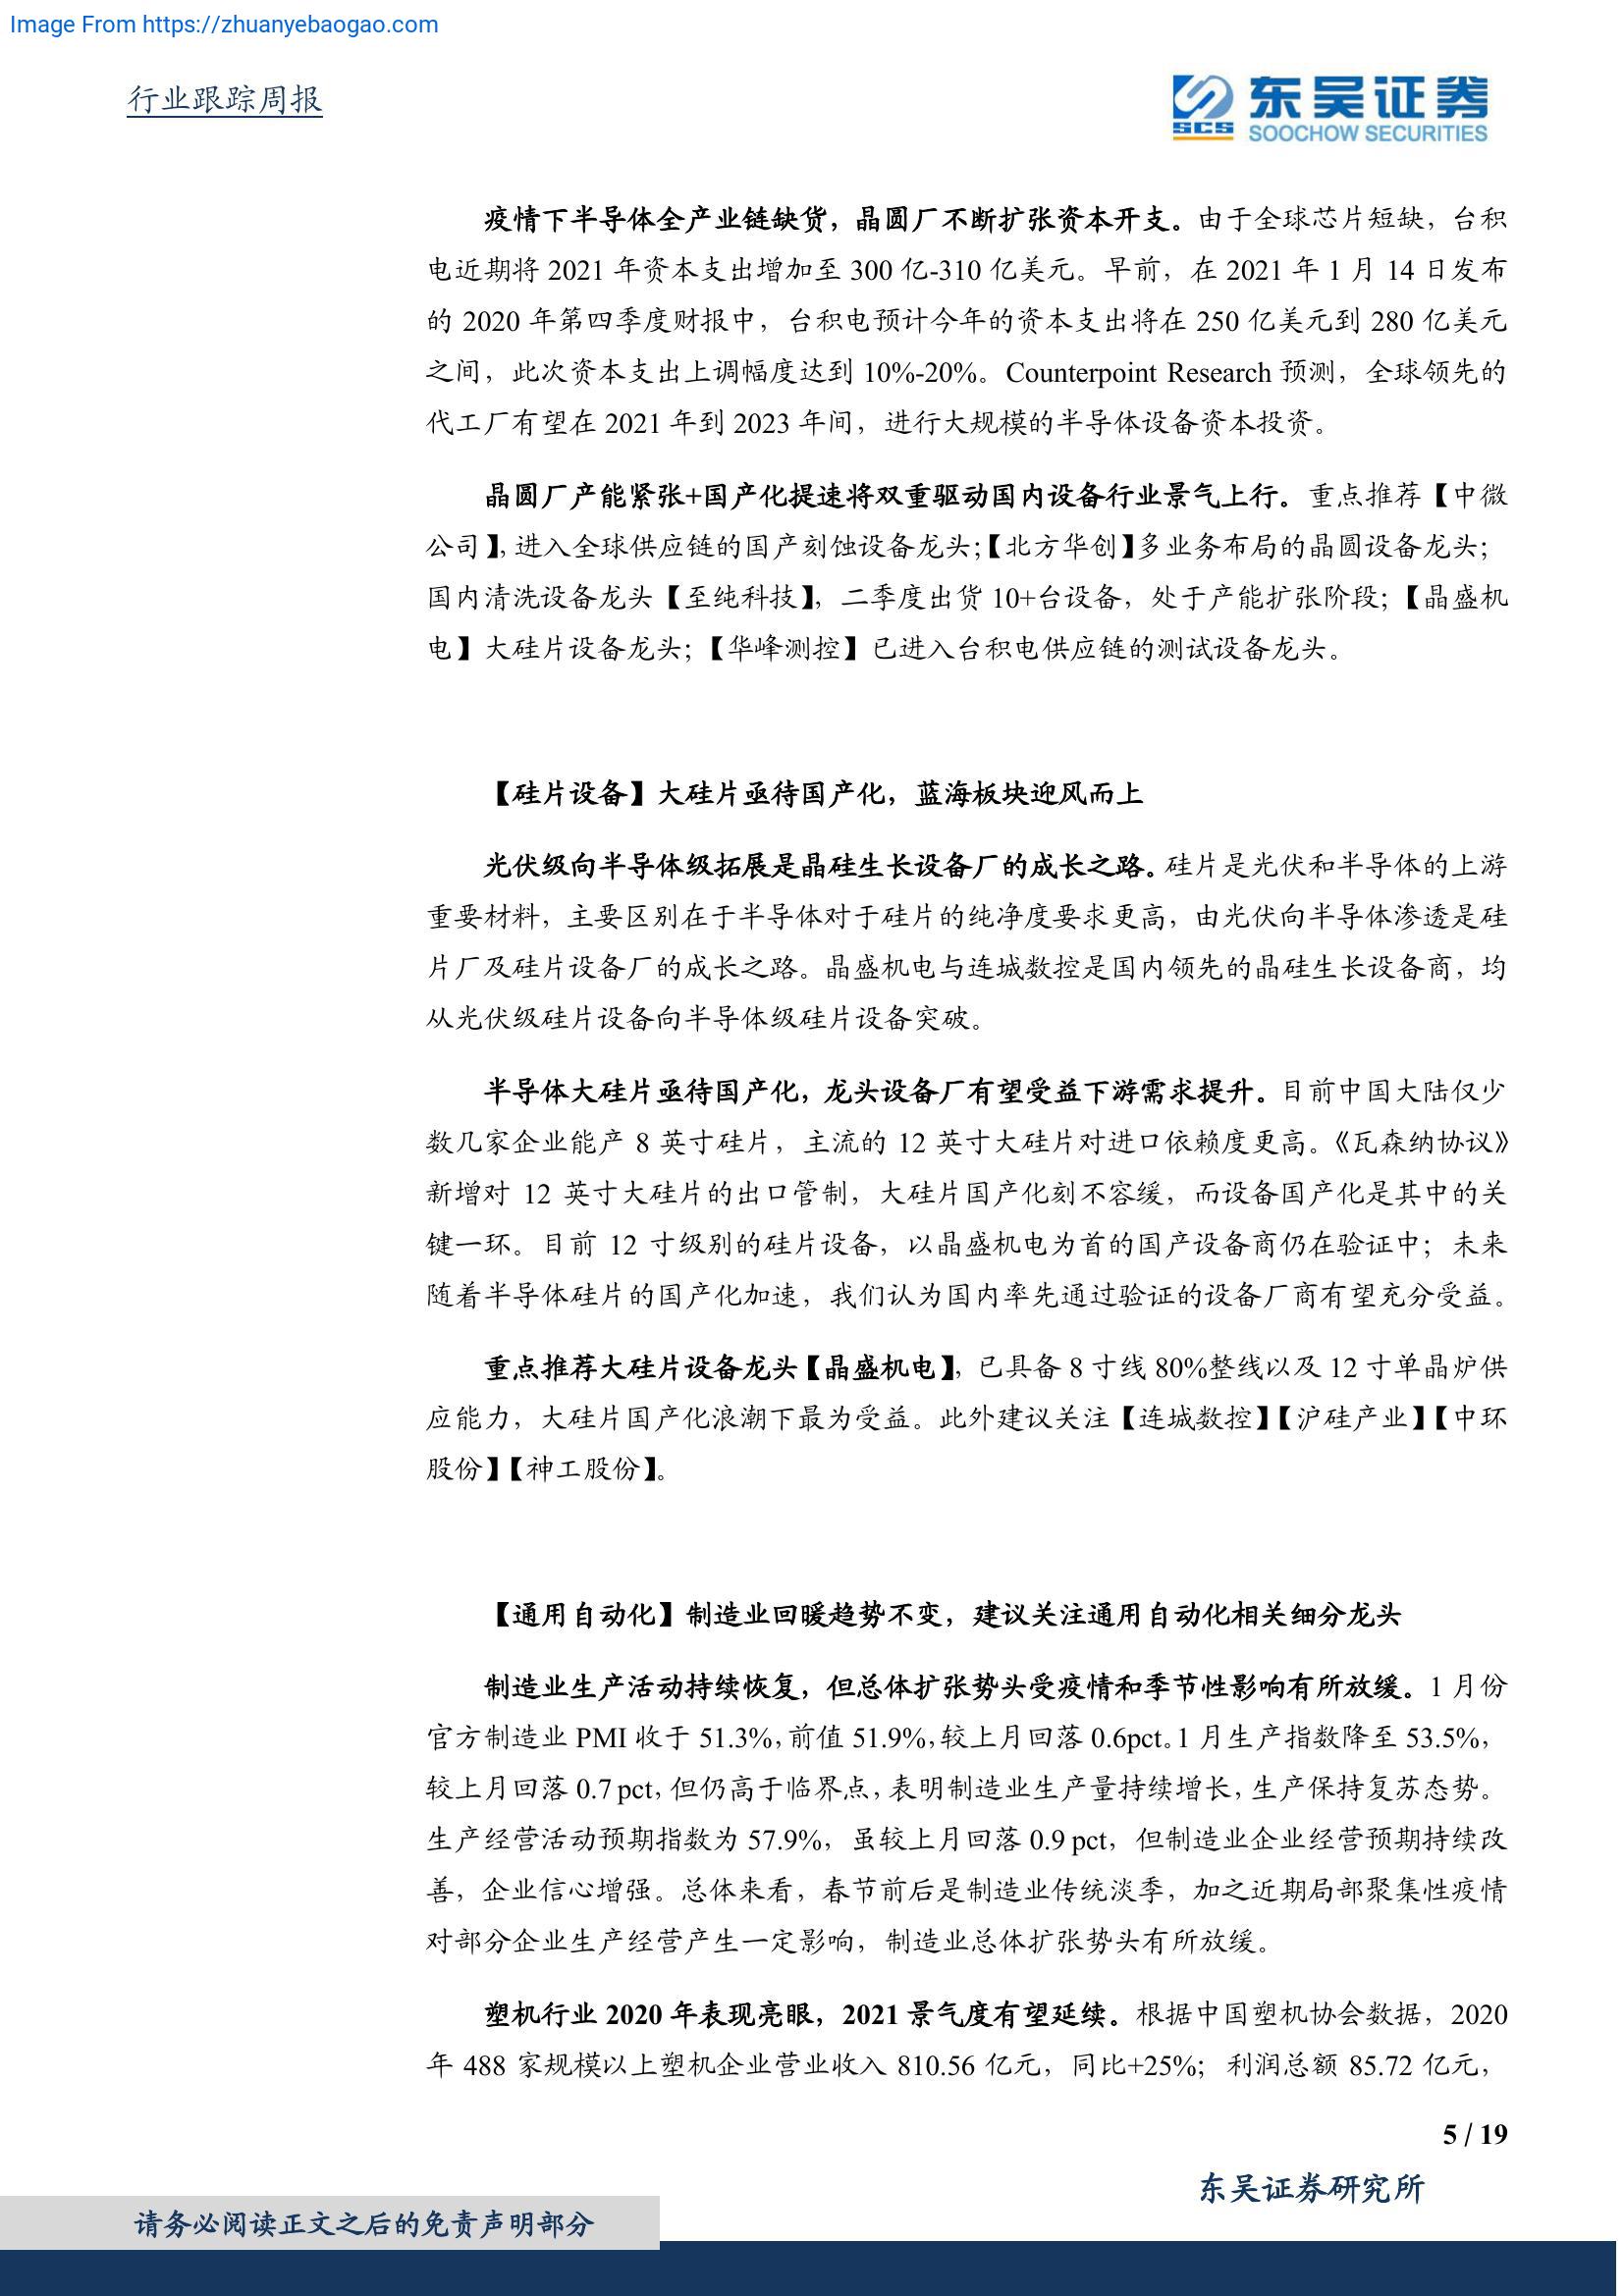 Image From https://zhuanyebaogao.com
行业跟踪周报
SCS 东吴证券
SOOCHOW SECURITIES
疫情下半导体全产业链缺货，晶圆厂不断扩张资本开支。由于全球芯片短缺，台积
电近期将 2021 年资本支出增加至 300 亿-310 亿美元。早前，在 2021 年 1 月 14 日发布
的 2020 年第四季度财报中，台积电预计今年的资本支出将在 250 亿美元到 280 亿美元
之间，此次资本支出上调幅度达到 10%-20%。Counterpoint Research 预测，全球领先的
代工厂有望在 2021 年到 2023 年间，进行大规模的半导体设备资本投资。
晶圆厂产能紧张+国产化提速将双重驱动国内设备行业景气上行。重点推荐【中微
公司】，进入全球供应链的国产刻蚀设备龙头；【北方华创】多业务布局的晶圆设备龙头；
国内清洗设备龙头【至纯科技】，二季度出货 10+台设备，处于产能扩张阶段；【晶盛机
电】大硅片设备龙头；【华峰测控】已进入台积电供应链的测试设备龙头。
【硅片设备】大硅片亟待国产化，蓝海板块迎风而上
光伏级向半导体级拓展是晶硅生长设备厂的成长之路。硅片是光伏和半导体的上游
重要材料，主要区别在于半导体对于硅片的纯净度要求更高，由光伏向半导体渗透是硅
片厂及硅片设备厂的成长之路。晶盛机电与连城数控是国内领先的晶硅生长设备商，均
从光伏级硅片设备向半导体级硅片设备突破。
半导体大硅片亟待国产化，龙头设备厂有望受益下游需求提升。目前中国大陆仅少
数几家企业能产 8 英寸硅片，主流的 12 英寸大硅片对进口依赖度更高。《瓦森纳协议》
新增对 12 英寸大硅片的出口管制，大硅片国产化刻不容缓，而设备国产化是其中的关
键一环。目前 12 寸级别的硅片设备，以晶盛机电为首的国产设备商仍在验证中；未来
随着半导体硅片的国产化加速，我们认为国内率先通过验证的设备厂商有望充分受益。
重点推荐大硅片设备龙头【晶盛机电】，已具备 8 寸线 80%整线以及 12 寸单晶炉供
应能力，大硅片国产化浪潮下最为受益。此外建议关注【连城数控】【沪硅产业】【中环
股份】【神工股份】。
【通用自动化】制造业回暖趋势不变，建议关注通用自动化相关细分龙头
制造业生产活动持续恢复，但总体扩张势头受疫情和季节性影响有所放缓。1 月份
官方制造业 PMI 收于 51.3%，前值 51.9%，较上月回落 0.6pct。1 月生产指数降至 53.5%，
较上月回落 0.7 pct，但仍高于临界点，表明制造业生产量持续增长，生产保持复苏态势。
生产经营活动预期指数为 57.9%，虽较上月回落 0.9 pct，但制造业企业经营预期持续改
善，企业信心增强。总体来看，春节前后是制造业传统淡季，加之近期局部聚集性疫情
对部分企业生产经营产生一定影响，制造业总体扩张势头有所放缓。
塑机行业 2020 年表现亮眼，2021 景气度有望延续。根据中国塑机协会数据，2020
年 488 家规模以上塑机企业营业收入 810.56 亿元，同比+25%；利润总额 85.72 亿元，
5 / 19
东吴证券研究所
请务必阅读正文之后的免责声明部分